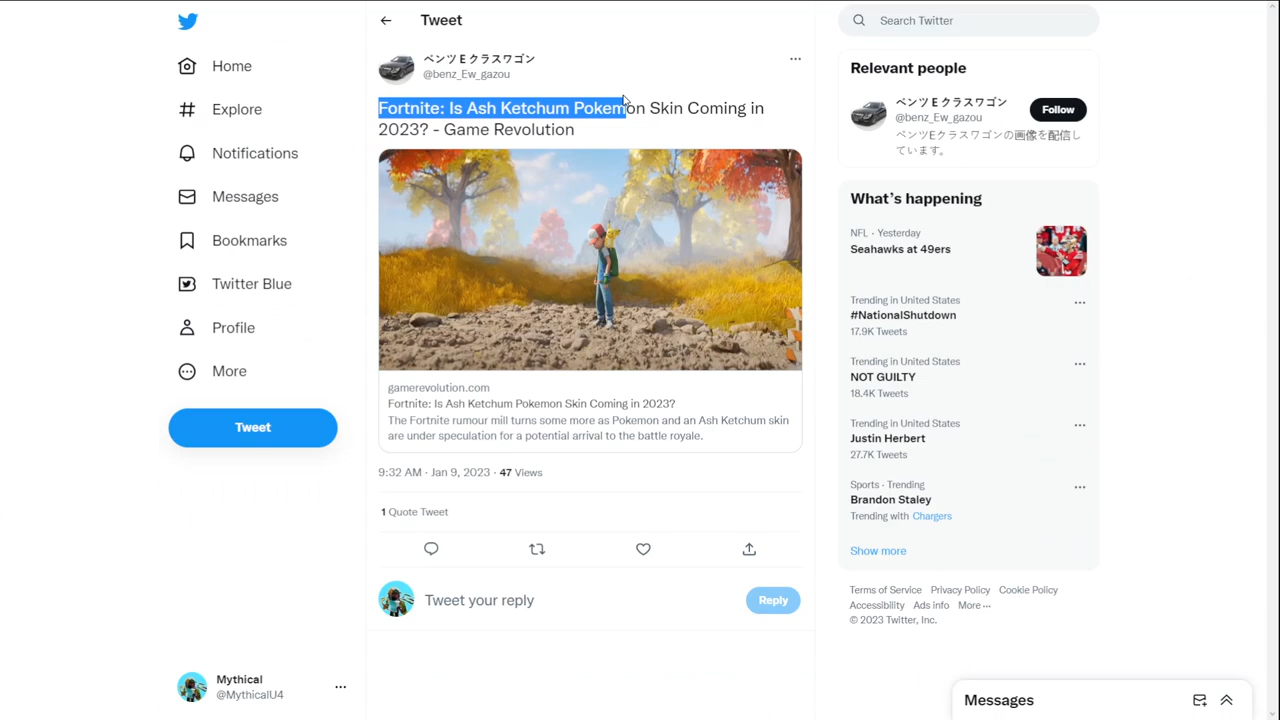 Tweet
Search Twitter
Home
Explore
Notifications
Messages
Bookmarks
Twitter Blue
Profile
More
Tweet
Mythical
@MythicalU4
ベンツEクラスワゴン
@benz_Ew_gazou
Fortnite: Is Ash Ketchum Pokemon Skin Coming in
2023? - Game Revolution
gamerevolution.com
Fortnite: Is Ash Ketchum Pokemon Skin Coming in 2023?
The Fortnite rumour mill turns some more as Pokemon and an Ash Ketchum skin
are under speculation for a potential arrival to the battle royale.
9:32 AM · Jan 9, 2023 · 47 Views
1 Quote Tweet
Tweet your reply
Reply
Relevant people
ベンツEクラスワゴン
@benz_Ew_gazou
Follow
ベンツEクラスワゴンの画像を配信し
ています。
What's happening
NFL · Yesterday
Seahawks at 49ers
Trending in United States
#NationalShutdown
17.9K Tweets
Trending in United States
NOT GUILTY
18.4K Tweets
Trending in United States
Justin Herbert
27.7K Tweets
Sports · Trending
Brandon Staley
Trending with Chargers
Show more
Terms of Service Privacy Policy Cookie Policy
Accessibility Ads info More ···
© 2023 Twitter, Inc.
Messages